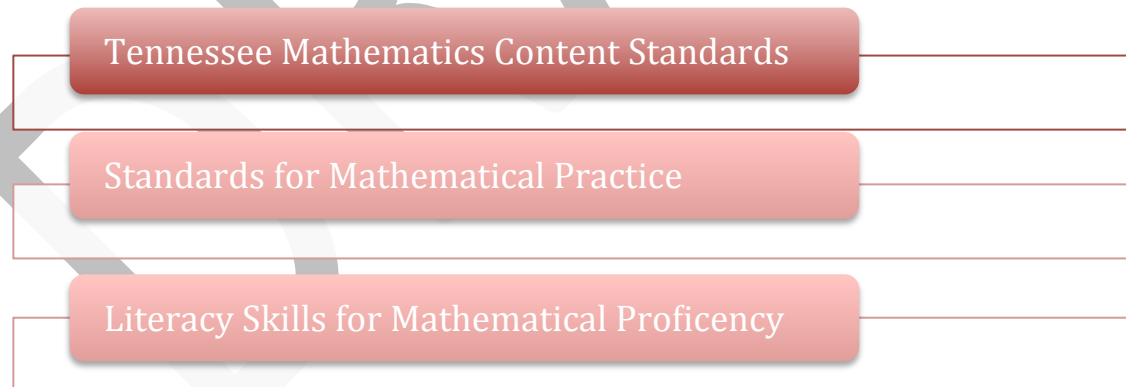 Tennessee Mathematics Content Standards
Standards for Mathematical Practice
Literacy Skills for Mathematical Proficency